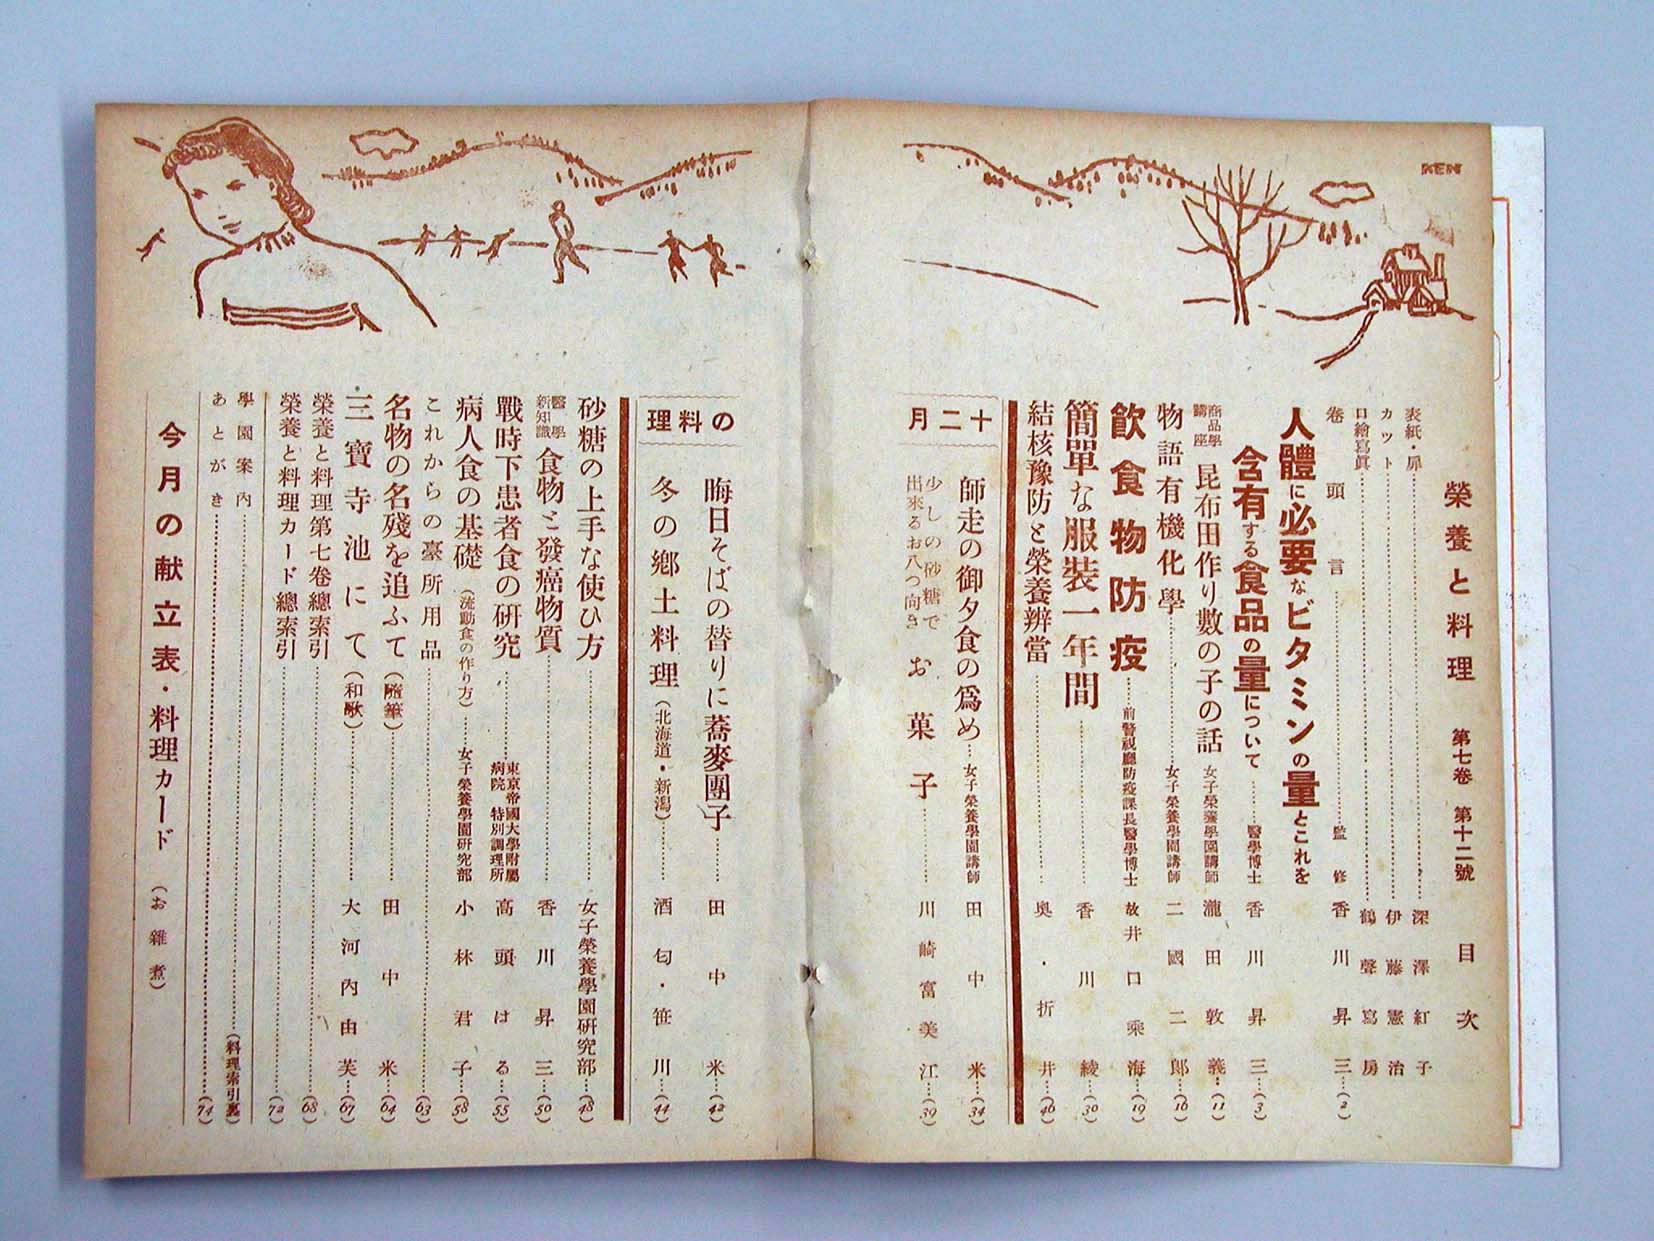 KEN
榮養と料理 第七卷 第十二號 目次
表紙・扉……深澤紅子
カット……伊藤憲治
口繪寫眞……鶴聲寫房
卷頭言……監修 香川昇三…(2)
人體に必要なビタミンの量とこれを
含有する食品の量について……醫學博士 香川昇三…(3)
商品學講座 昆布田作り數の子の話 女子榮養學園講師 瀧田敦義…(11)
物語有機化學……女子榮養學園講師 二國二郎…(16)
飮食物防疫……前警視廳防疫課長醫學博士 故井口乘海…(19)
簡單な服裝一年間……香川綾…(30)
結核豫防と榮養辨當……奥・折井…(46)
十二月
師走の御夕食の爲め…女子榮養學園講師 田中米…(34)
少しの砂糖で
出來るお八つ向き お菓子……川崎富美江…(39)
の料理
晦日そばの替りに(蕎麥團子)……田中米…(42)
冬の鄕土料理(北海道・新潟)……酒匂・笹川…(44)
砂糖の上手な使ひ方……女子榮養學園研究部…(48)
醫學新知識 食物と發癌物質……香川昇三…(50)
戰時下患者食の研究……東京帝國大學附屬病院 特別調理所 高頭はる…(55)
病人食の基礎(流動食の作り方)……女子榮養學園研究部 小林君子…(58)
これからの臺所用品……(63)
名物の名殘を追ふて(隨筆)……田中米…(64)
三寶寺池にて(和歌)……大河內由芙…(67)
榮養と料理第七卷總索引……(68)
榮養と料理カード總索引……(72)
學園案內……(料理索引裏)
あとがき……(74)
今月の献立表・料理カード(お雜煮)